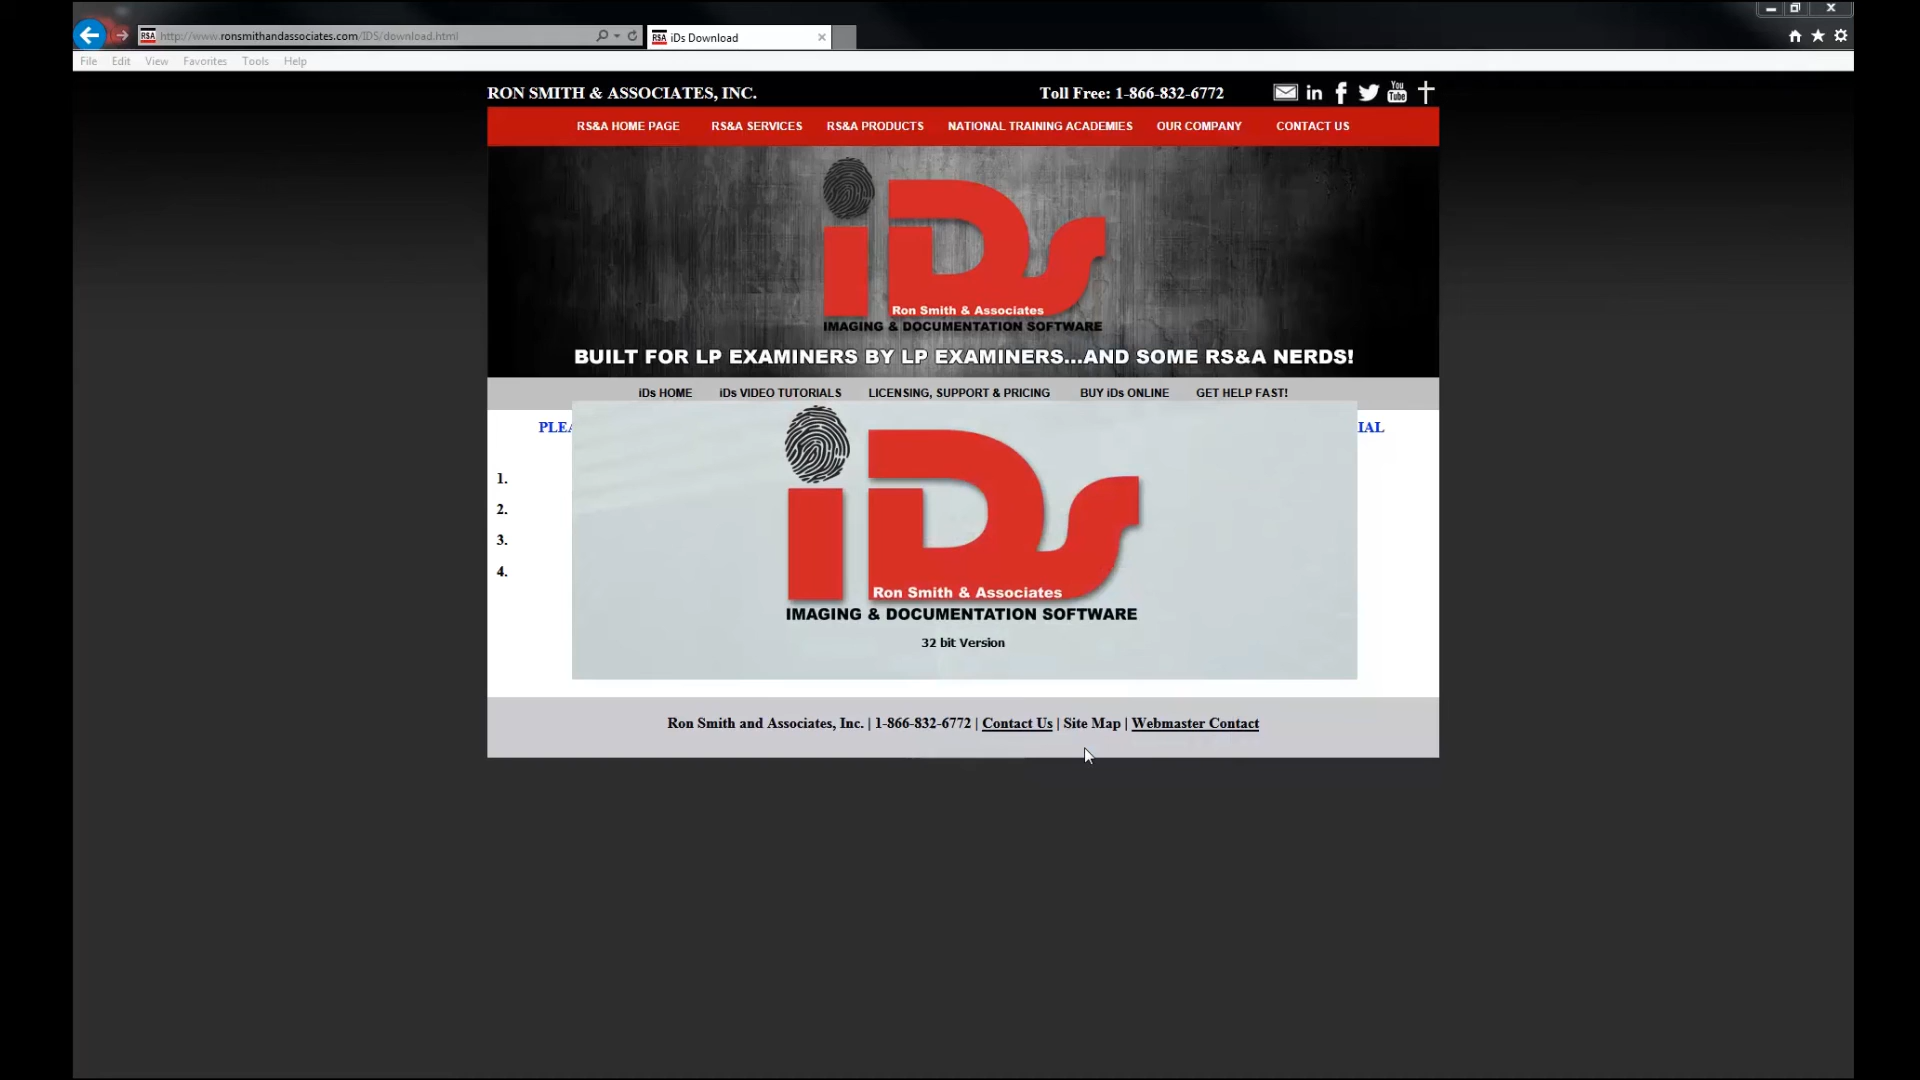 http://www.ronsmithandassociates.com/IDS/download.html
RSA iDs Download
File Edit View Favorites Tools Help
RON SMITH & ASSOCIATES, INC.
Toll Free: 1-866-832-6772
in
You Tube
RS&A HOME PAGE RS&A SERVICES RS&A PRODUCTS NATIONAL TRAINING ACADEMIES OUR COMPANY CONTACT US
iDs
Ron Smith & Associates
IMAGING & DOCUMENTATION SOFTWARE
BUILT FOR LP EXAMINERS BY LP EXAMINERS...AND SOME RS&A NERDS!
iDs HOME iDs VIDEO TUTORIALS LICENSING, SUPPORT & PRICING BUY iDs ONLINE GET HELP FAST!
1.
2.
3.
4.
iDs
Ron Smith & Associates
IMAGING & DOCUMENTATION SOFTWARE
32 bit Version
Ron Smith and Associates, Inc. | 1-866-832-6772 | Contact Us | Site Map | Webmaster Contact